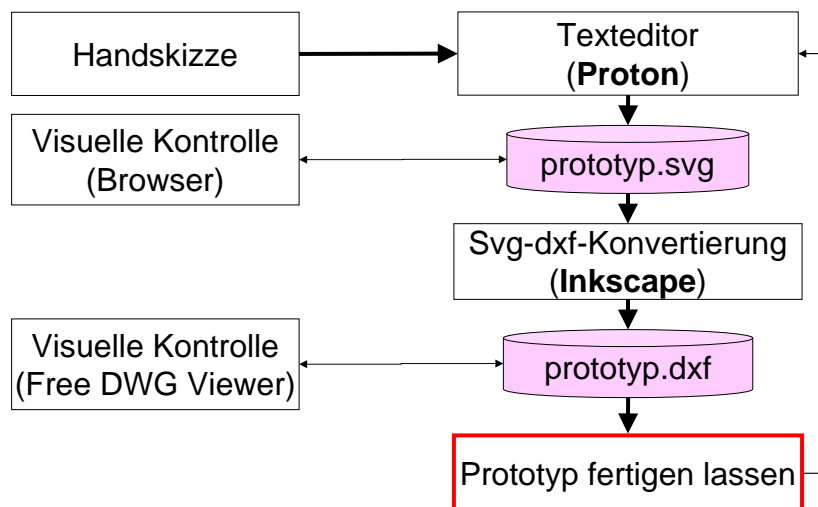 Handskizze
Texteditor
(Proton)
Visuelle Kontrolle
(Browser)
prototyp.svg
Svg-dxf-Konvertierung
(Inkscape)
Visuelle Kontrolle
(Free DWG Viewer)
prototyp.dxf
Prototyp fertigen lassen